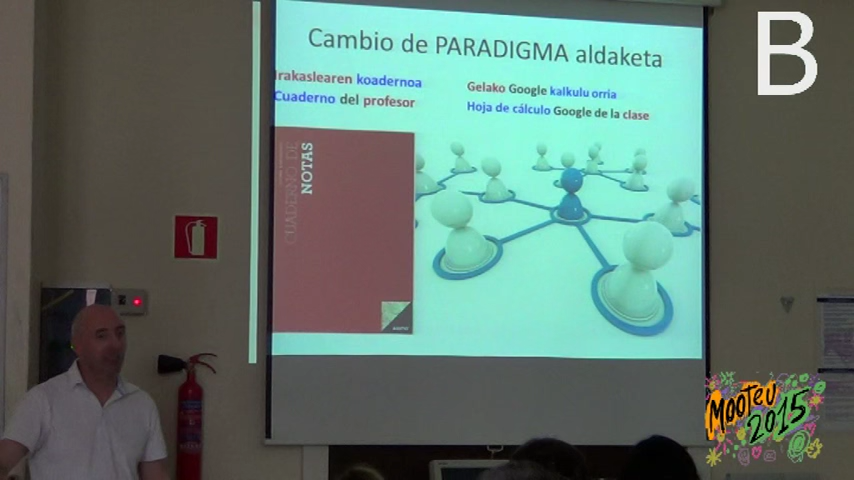 B
Cambio de PARADIGMA aldaketa
Irakaslearen koadernoa
Cuaderno del profesor
Gelako Google kalkulu orria
Hoja de cálculo Google de la clase
CUADERNO DE
NOTAS
MOOTEU
2015